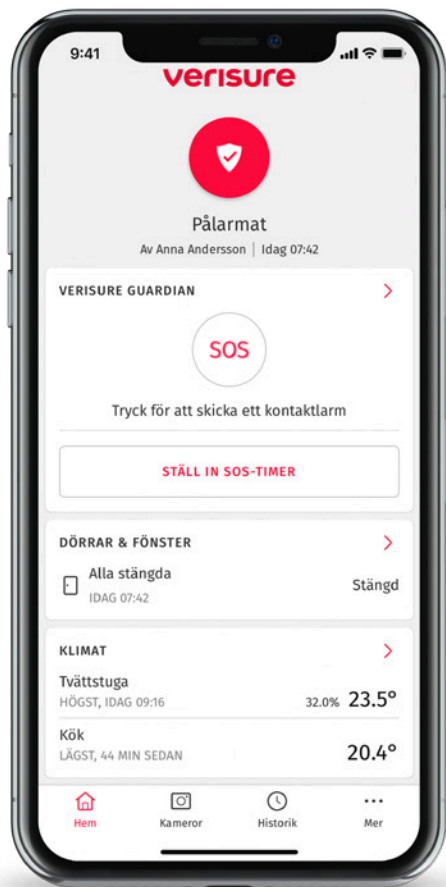 9:41
verisure
Pålarmat
Av Anna Andersson | Idag 07:42
VERISURE GUARDIAN
SOS
Tryck för att skicka ett kontaktlarm
STÄLL IN SOS-TIMER
DÖRRAR & FÖNSTER
Alla stängda
Stängd
IDAG 07:42
KLIMAT
Tvättstuga
HÖGST, IDAG 09:16
32.0% 23.5°
Kök
LÄGST, 44 MIN SEDAN
20.4°
Hem Kameror Historik Mer